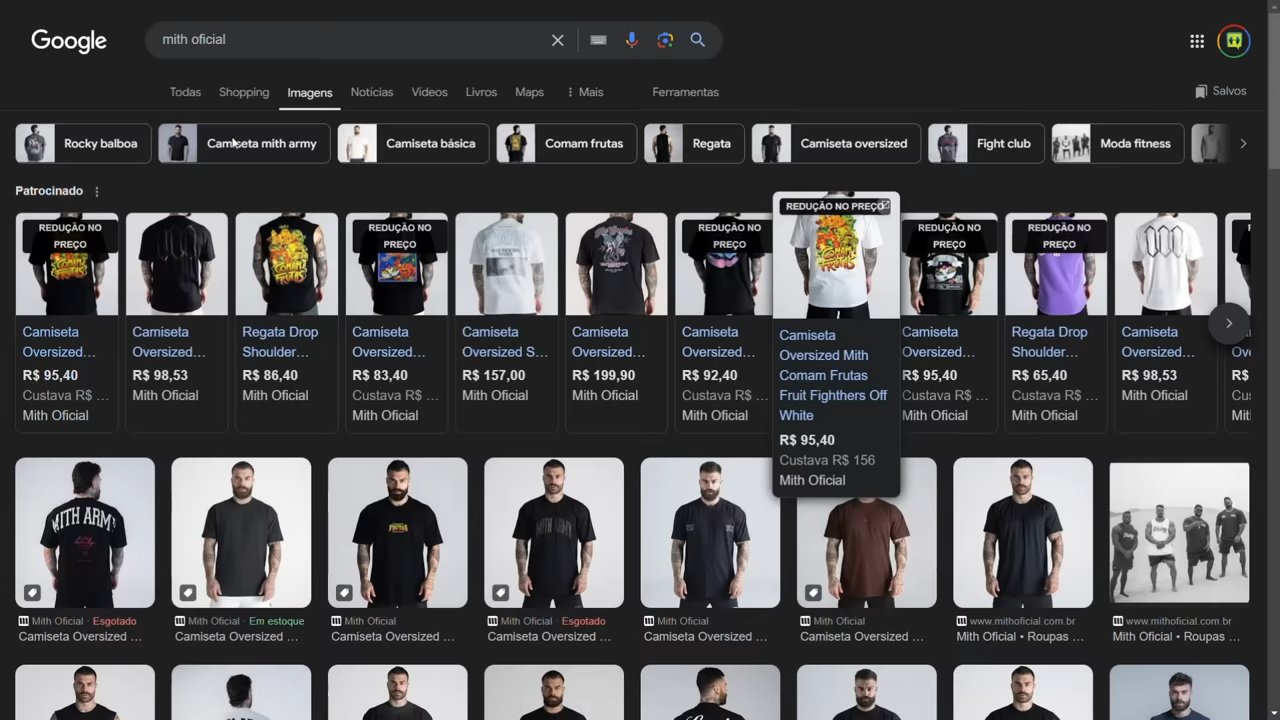 Google
mith oficial
Todas
Shopping
Imagens
Notícias
Vídeos
Livros
Maps
Mais
Ferramentas
Salvos
Rocky balboa
Camiseta mith army
Camiseta básica
Comam frutas
Regata
Camiseta oversized
Fight club
Moda fitness
Patrocinado
REDUÇÃO NO
PREÇO
Camiseta
Oversized...
R$ 95,40
Custava R$ ...
Mith Oficial
Camiseta
Oversized...
R$ 98,53
Mith Oficial
COMAM
FRUTAS
Regata Drop
Shoulder...
R$ 86,40
Mith Oficial
REDUÇÃO NO
PREÇO
Camiseta
Oversized...
R$ 83,40
Custava R$ ...
Mith Oficial
Camiseta
Oversized S...
R$ 157,00
Mith Oficial
Camiseta
Oversized...
R$ 199,90
Mith Oficial
REDUÇÃO NO
PREÇO
Camiseta
Oversized...
R$ 92,40
Custava R$ ...
Mith Oficial
REDUÇÃO NO PREÇO
COMAM
FRUTAS
Camiseta
Oversized Mith
Comam Frutas
Fruit Fighthers Off
White
R$ 95,40
Custava R$ 156
Mith Oficial
REDUÇÃO NO
PREÇO
Camiseta
Oversized...
R$ 95,40
Custava R$ ...
Mith Oficial
REDUÇÃO NO
PREÇO
Regata Drop
Shoulder...
R$ 65,40
Custava R$ ...
Mith Oficial
Camiseta
Oversized...
R$ 98,53
Mith Oficial
R$
MITH ARMY
Mith Oficial · Esgotado
Camiseta Oversized ...
Mith Oficial · Em estoque
Camiseta Oversized ...
FRUTAS
Mith Oficial
Camiseta Oversized ...
MITH ARMY
Mith Oficial · Esgotado
Camiseta Oversized ...
Mith Oficial
Camiseta Oversized ...
Mith Oficial
Camiseta Oversized ...
www.mithoficial.com.br
Mith Oficial • Roupas ...
www.mithoficial.com.br
Mith Oficial • Roupas ...